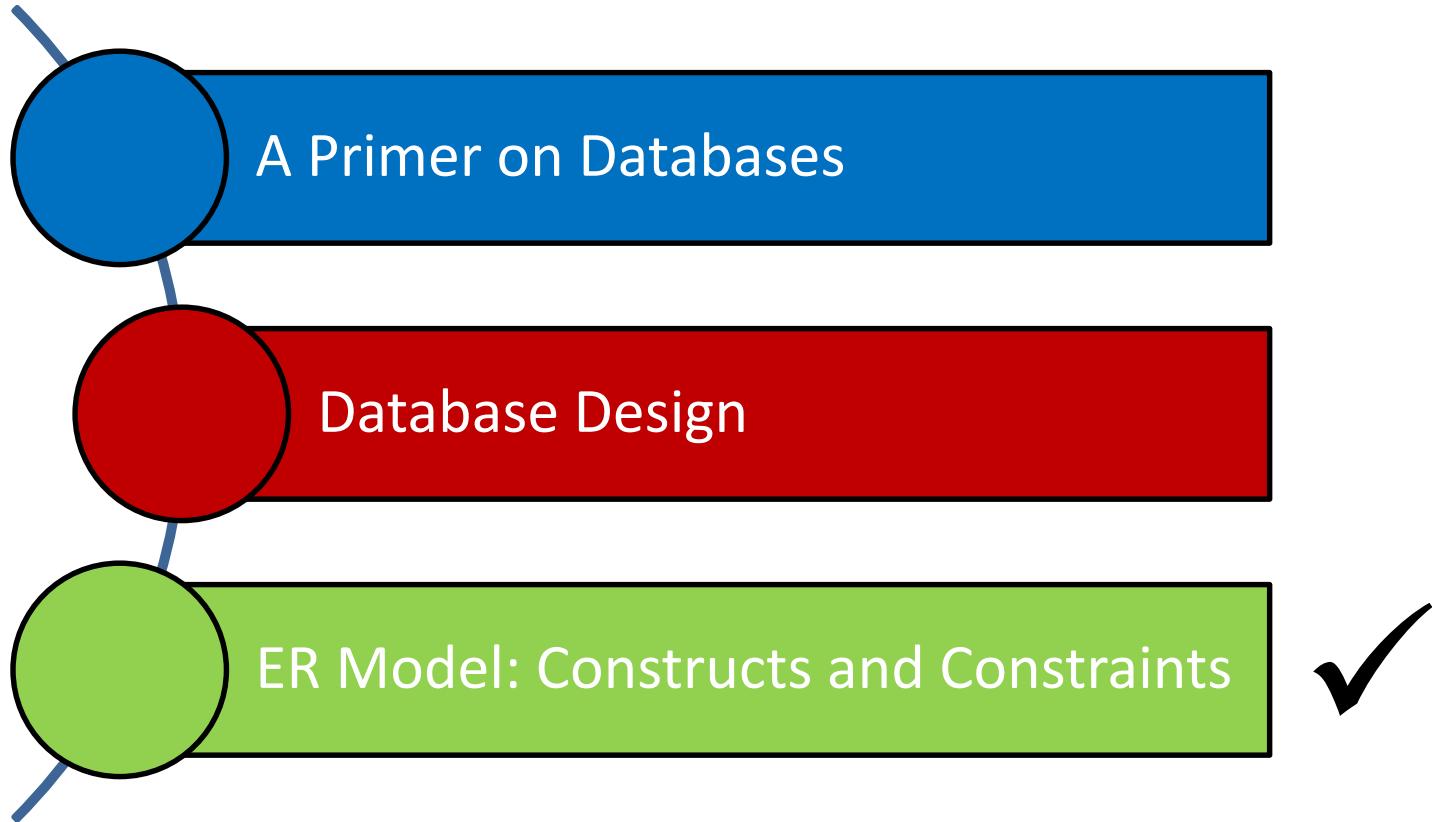 A Primer on Databases
Database Design
ER Model: Constructs and Constraints